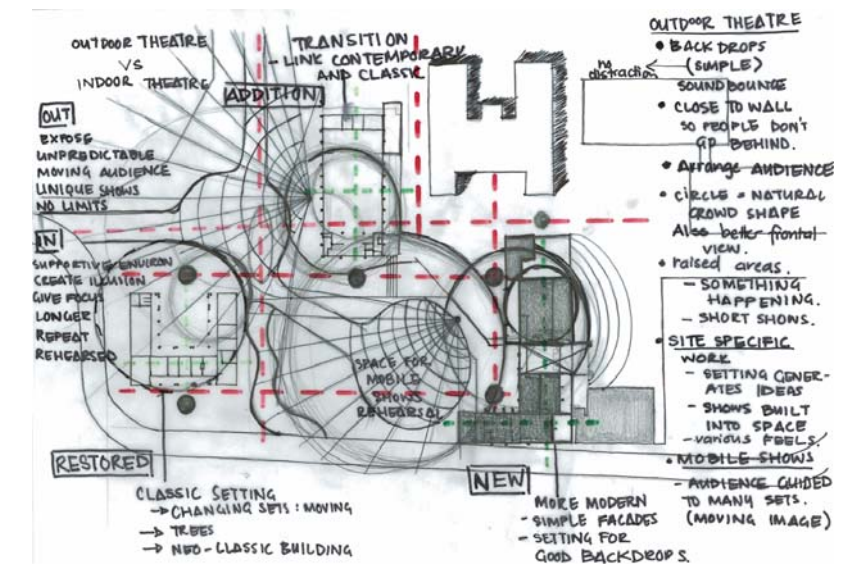 OUTDOOR THEATRE
VS
INDOOR THEATRE
OUT
EXPOSE
UNPREDICTABLE
MOVING AUDIENCE
UNIQUE SHOWS
NO LIMITS
IN
SUPPORTIVE ENVIRON
CREATE ILLUSION
GIVE FOCUS
LONGER
REPEAT
REHEARSED
ADDITION
TRANSITION
- LINK CONTEMPORARY
AND CLASSIC
SPACE FOR
MOBILE
SHOWS
REHEARSAL
RESTORED
CLASSIC SETTING
→ CHANGING SETS: MOVING
→ TREES
→ NEO-CLASSIC BUILDING
NEW
MORE MODERN
- SIMPLE FACADES
- SETTING FOR
GOOD BACKDROPS.
no
distraction
OUTDOOR THEATRE
• BACKDROPS
(SIMPLE)
SOUND BOUNCE
• CLOSE TO WALL
SO PEOPLE DON'T
GO BEHIND.
• Arrange AUDIENCE
• CIRCLE = NATURAL
CROWD SHAPE
Also better frontal
view.
• raised areas.
- SOMETHING
HAPPENING.
- SHORT SHOWS.
• SITE SPECIFIC
WORK
- SETTING GENER-
ATES IDEAS
- SHOWS BUILT
INTO SPACE
- various FEELS
• MOBILE SHOWS
- AUDIENCE GUIDED
TO MANY SETS.
(MOVING IMAGE)